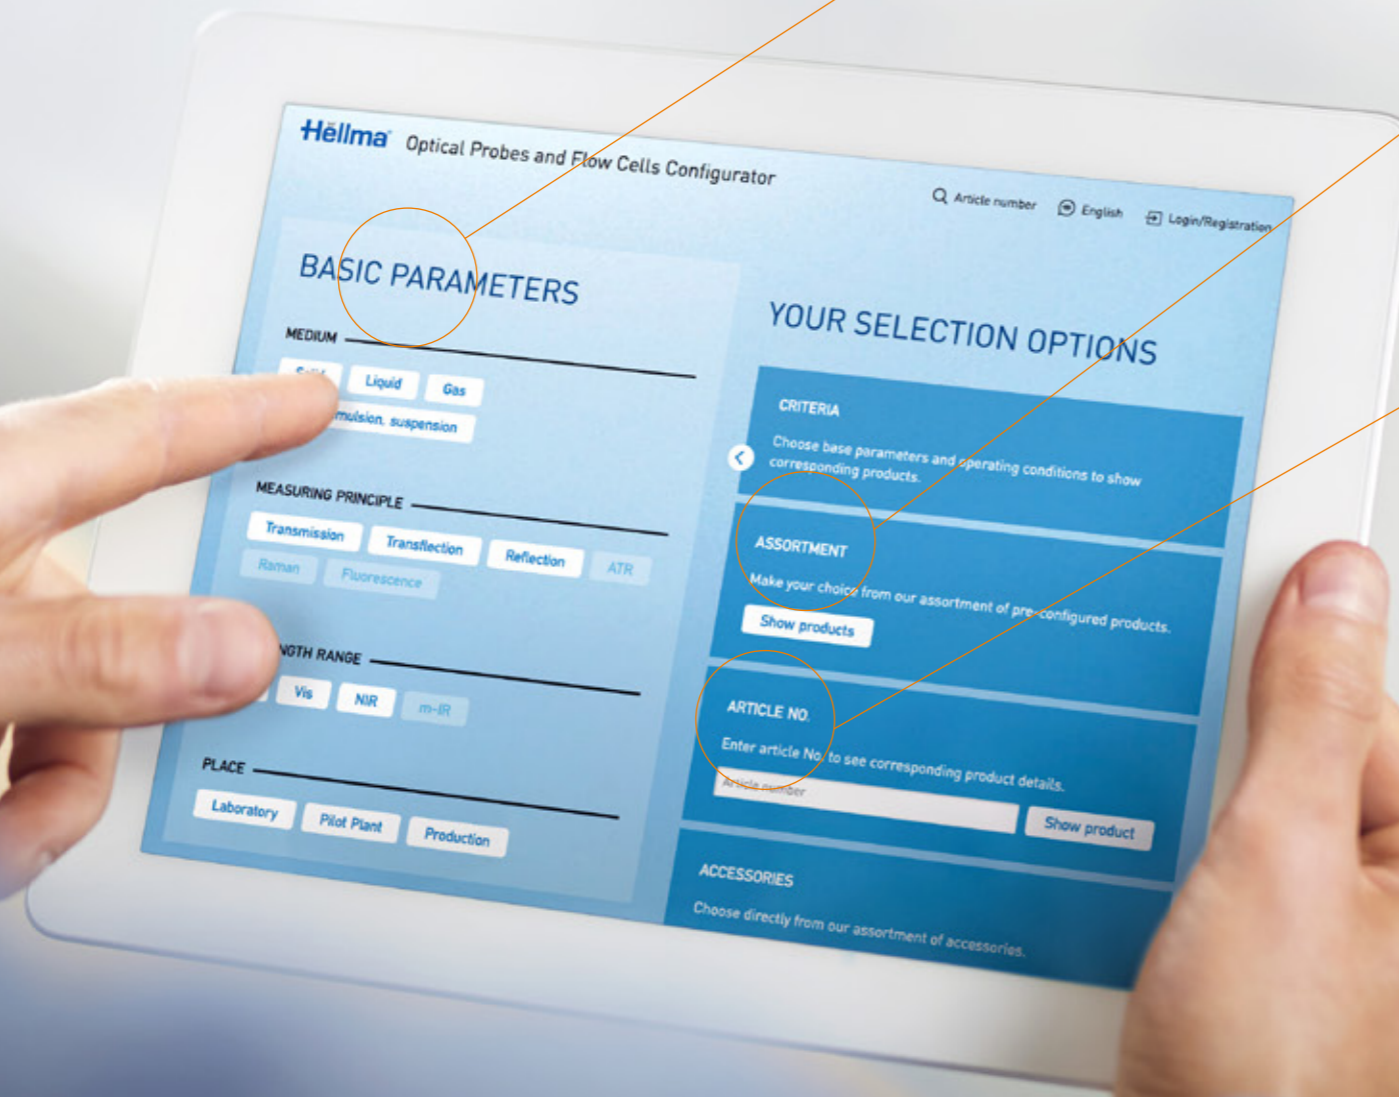 Hellma Optical Probes and Flow Cells Configurator
Article number English Login/Registration
BASIC PARAMETERS
MEDIUM
Liquid Gas
suspension
MEASURING PRINCIPLE
Transmission Transflection Reflection ATR
Raman Fluorescence
RANGE
Vis NIR m-IR
PLACE
Laboratory Pilot Plant Production
YOUR SELECTION OPTIONS
CRITERIA
Choose base parameters and operating conditions to show
corresponding products.
ASSORTMENT
Make your choice from our assortment of pre-configured products.
Show products
ARTICLE NO.
Enter article No. to see corresponding product details.
Article number Show product
ACCESSORIES
Choose directly from our assortment of accessories.